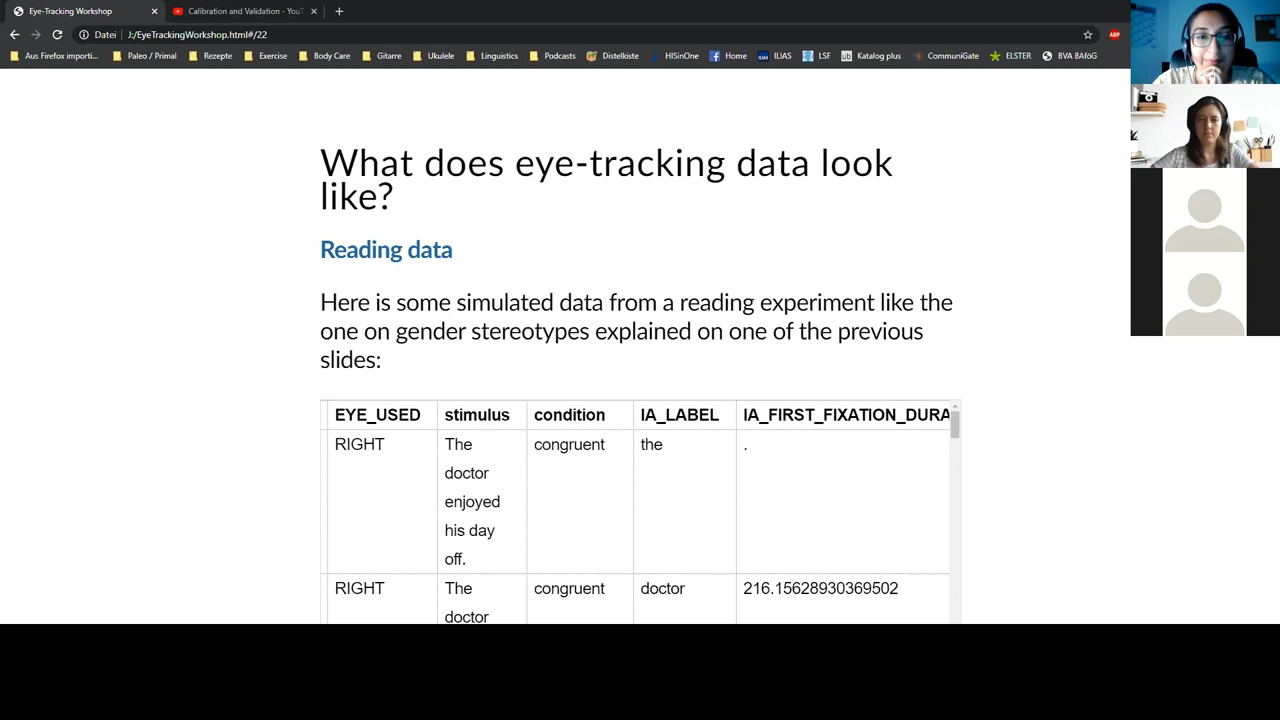 Eye-Tracking Workshop
Calibration and Validation - YouT
Datei J:/EyeTrackingWorkshop.html#/22
ABP
Aus Firefox importi... Paleo / Primal Rezepte Exercise Body Care Gitarre Ukulele Linguistics Podcasts Distelkiste HISinOne Home ILIAS LSF ub Katalog plus CommuniGate ELSTER BVA BAföG
What does eye-tracking data look
like?
Reading data
Here is some simulated data from a reading experiment like the
one on gender stereotypes explained on one of the previous
slides:
EYE_USED stimulus condition IA_LABEL IA_FIRST_FIXATION_DURA
RIGHT The congruent the .
doctor
enjoyed
his day
off.
RIGHT The congruent doctor 216.15628930369502
doctor